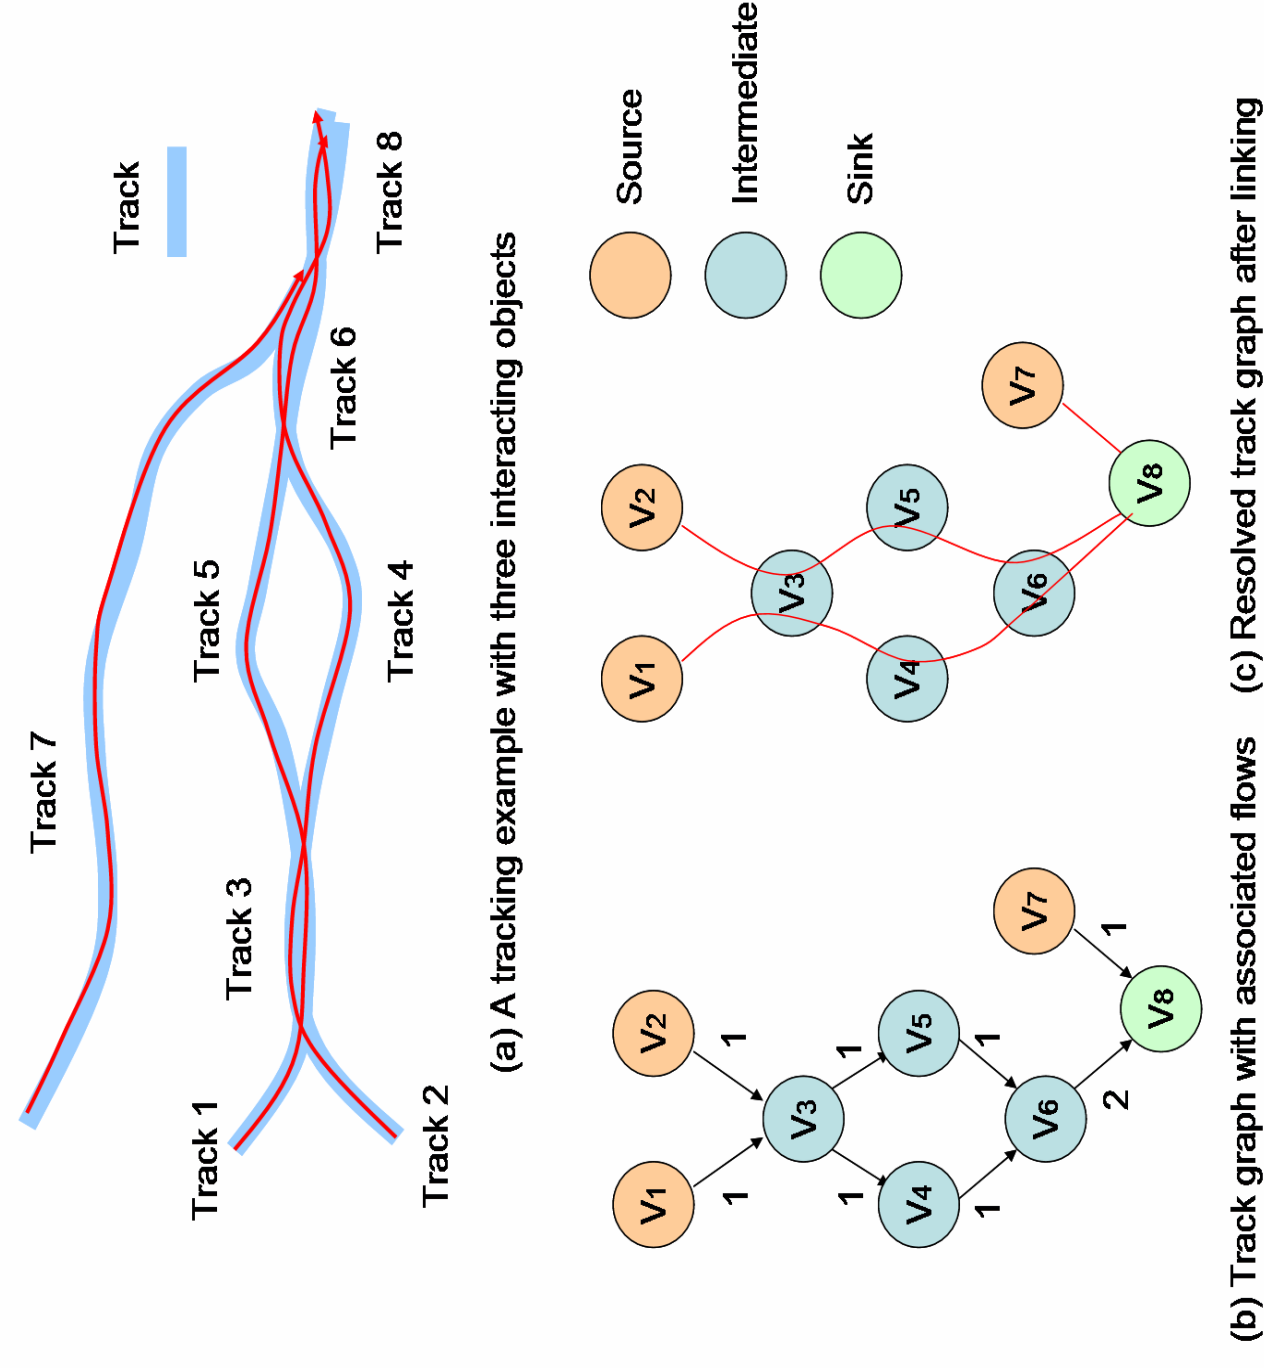 Track 7
Track
Track 1
Track 3
Track 5
Track 6
Track 8
Track 2
Track 4
(a) A tracking example with three interacting objects
V1
V2
1
1
V3
1
1
V4
V5
1
1
V6
V7
2
1
V8
(b) Track graph with associated flows
V1
V2
V3
V4
V5
V6
V7
V8
Source
Intermediate
Sink
(c) Resolved track graph after linking